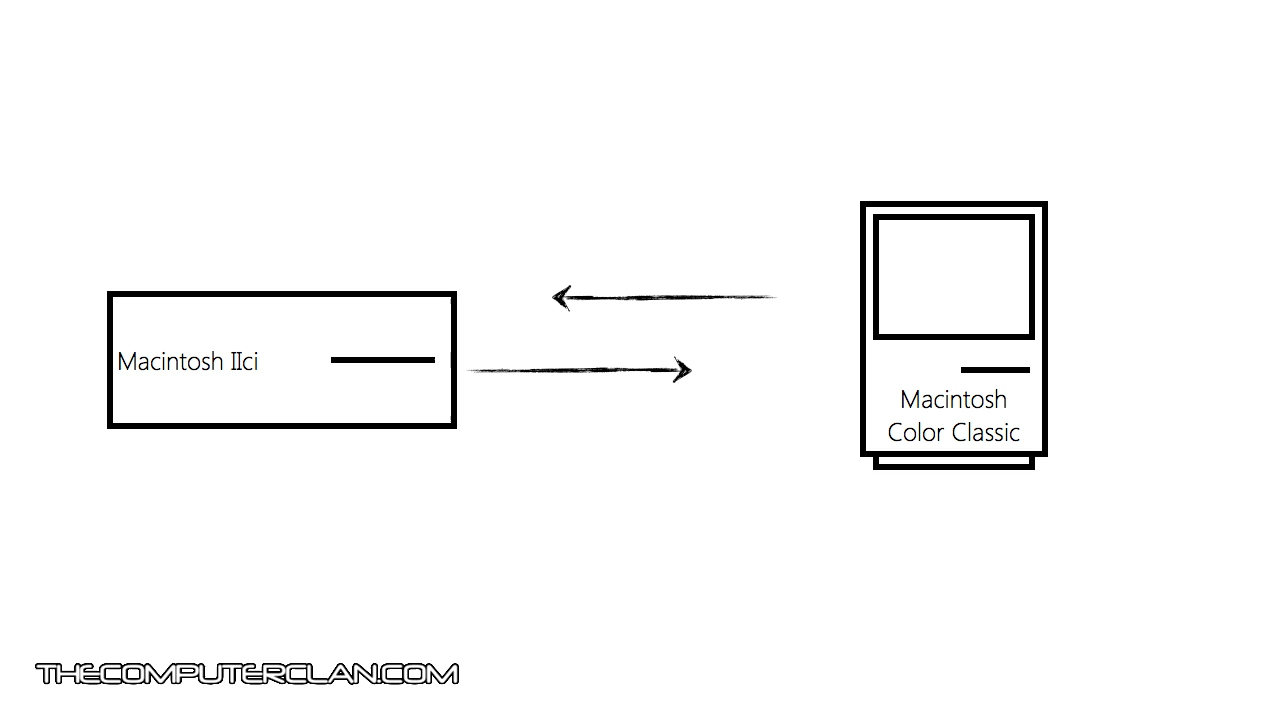 Macintosh IIci
Macintosh
Color Classic
THECOMPUTERCLAN.COM